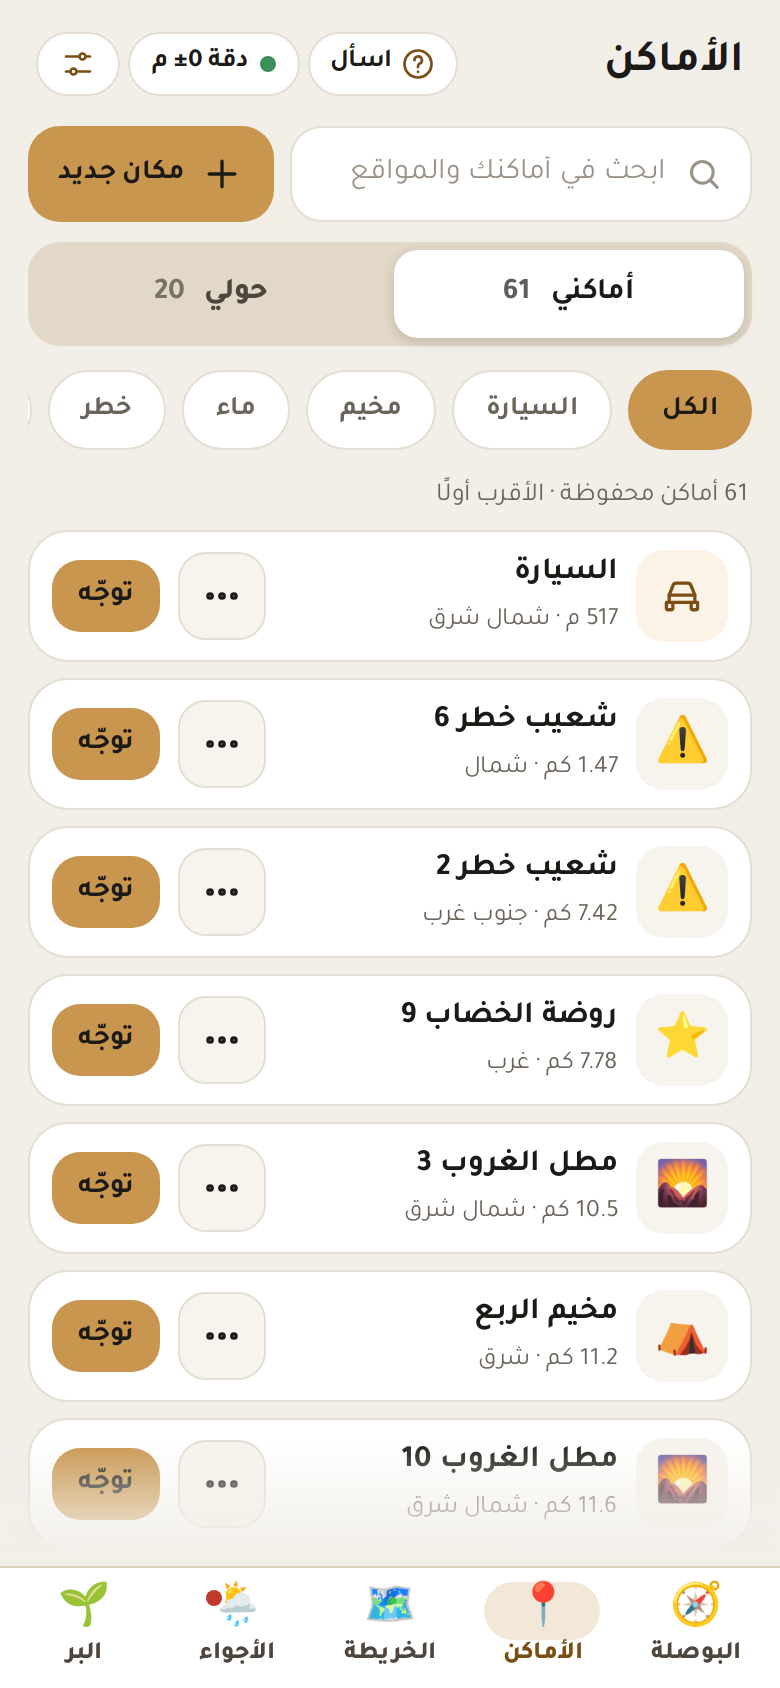 الأماكن
اسأل
دقة ±0 م
ابحث في أماكنك والمواقع
مكان جديد
أماكني 61
حولي 20
الكل
السيارة
مخيم
ماء
خطر
61 أماكن محفوظة · الأقرب أولًا
السيارة
517 م · شمال شرق
توجّه
شعيب خطر 6
1.47 كم · شمال
توجّه
شعيب خطر 2
7.42 كم · جنوب غرب
توجّه
روضة الخضاب 9
7.78 كم · غرب
توجّه
مطل الغروب 3
10.5 كم · شمال شرق
توجّه
مخيم الربع
11.2 كم · شرق
توجّه
مطل الغروب 10
11.6 كم · شمال شرق
توجّه
البوصلة
الأماكن
الخريطة
الأجواء
البر